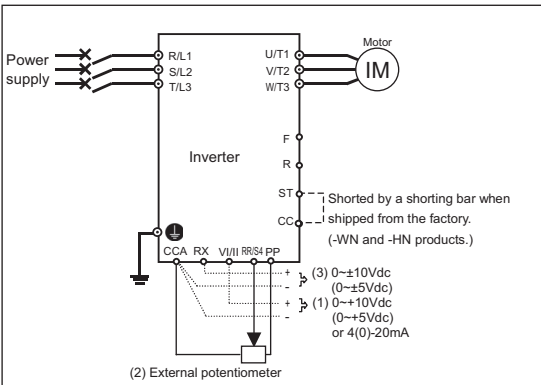 Power
supply
R/L1
S/L2
T/L3
U/T1
V/T2
W/T3
Motor
IM
F
R
Inverter
ST
CC
Shorted by a shorting bar when
shipped from the factory.
(-WN and -HN products.)
CCA RX VI/II RR/S4 PP
+ (3) 0~±10Vdc
- (0~±5Vdc)
+ (1) 0~+10Vdc
- (0~+5Vdc)
or 4(0)-20mA
(2) External potentiometer